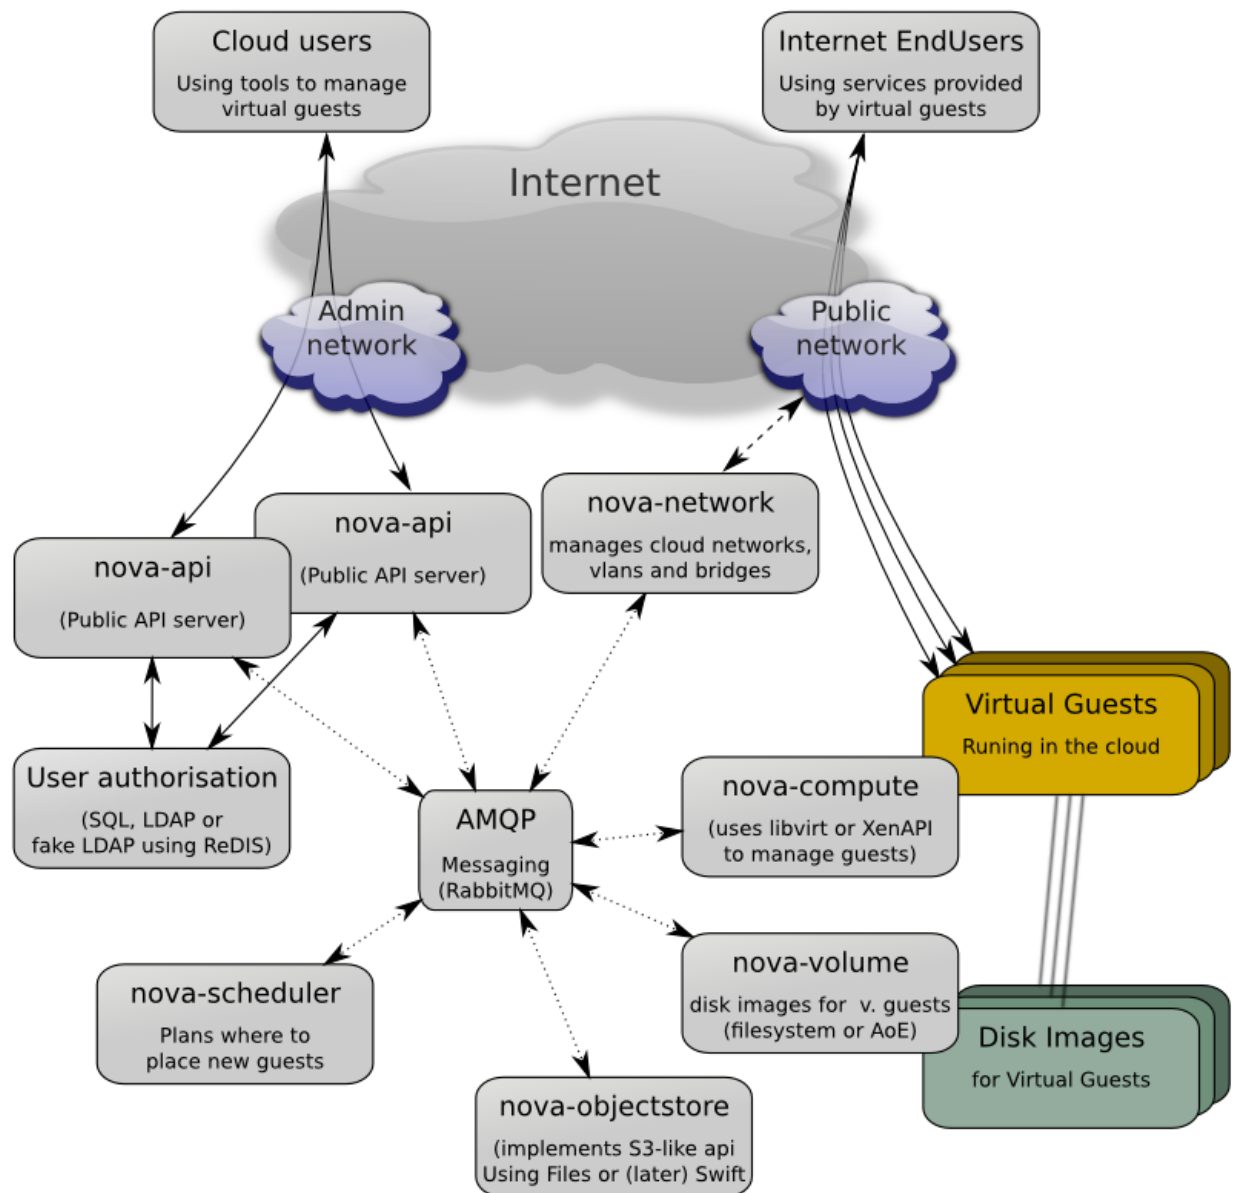 Cloud users
Using tools to manage
virtual guests
Internet EndUsers
Using services provided
by virtual guests
Internet
Admin
network
Public
network
nova-api
(Public API server)
nova-api
(Public API server)
nova-network
manages cloud networks,
vlans and bridges
Virtual Guests
Runing in the cloud
User authorisation
(SQL, LDAP or
fake LDAP using ReDIS)
AMQP
Messaging
(RabbitMQ)
nova-compute
(uses libvirt or XenAPI
to manage guests)
nova-volume
disk images for v. guests
(filesystem or AoE)
nova-scheduler
Plans where to
place new guests
Disk Images
for Virtual Guests
nova-objectstore
(implements S3-like api
Using Files or (later) Swift